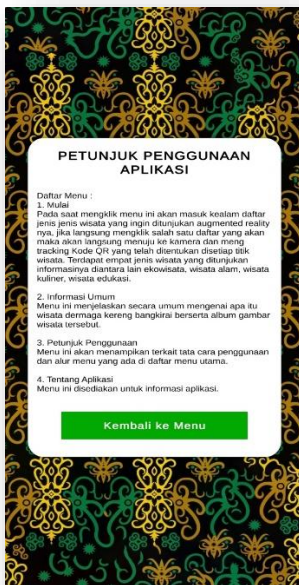 PETUNJUK PENGGUNAAN
APLIKASI
Daftar Menu :
1. Mulai
Pada saat mengklik menu ini akan masuk kealam daftar
jenis jenis wisata yang ingin ditunjukan augmented reality
nya, jika langsung mengklik salah satu daftar yang akan
maka akan langsung menuju ke kamera dan meng
tracking Kode QR yang telah ditentukan disetiap titik
wisata. Terdapat empat jenis wisata yang ditunjukan
informasinya diantara lain ekowisata, wisata alam, wisata
kuliner, wisata edukasi.
2. Informasi Umum
Menu ini menjelaskan secara umum mengenai apa itu
wisata dermaga kereng bangkirai berserta album gambar
wisata tersebut.
3. Petunjuk Penggunaan
Menu ini akan menampikan terkait tata cara penggunaan
dan alur menu yang ada di daftar menu utama.
4. Tentang Aplikasi
Menu ini disediakan untuk informasi aplikasi.
Kembali ke Menu